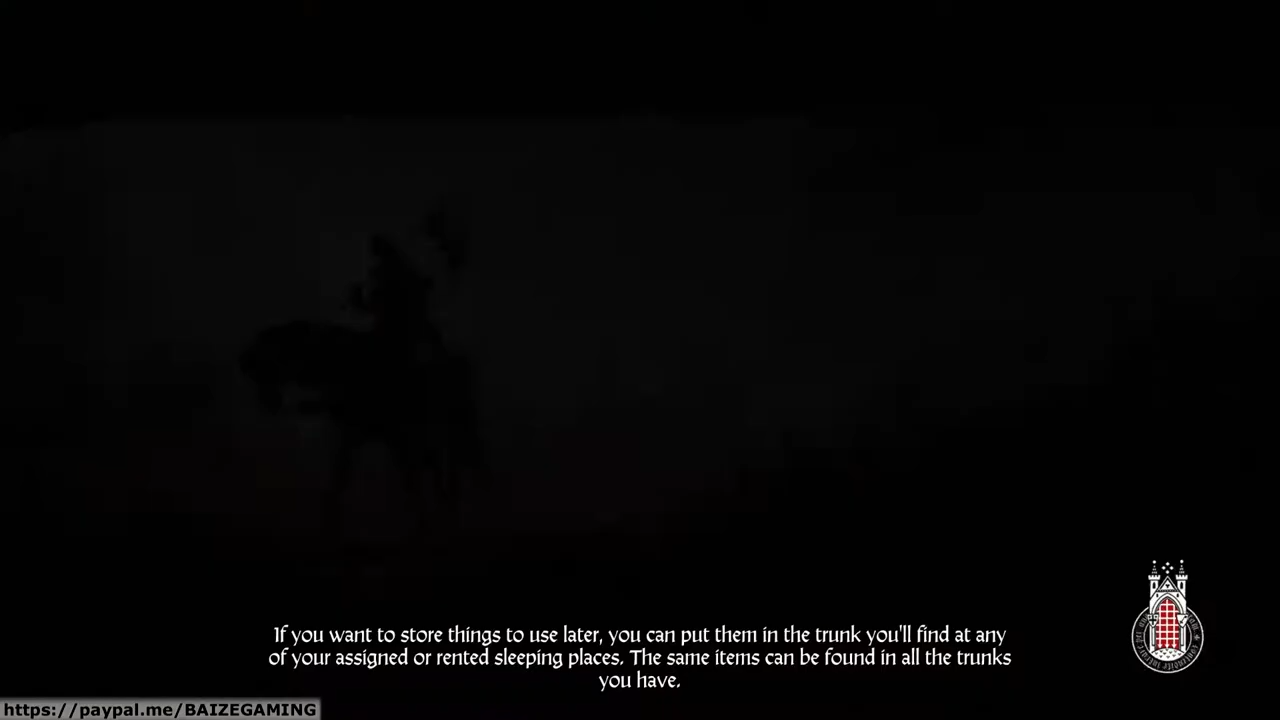 If you want to store things to use later, you can put them in the trunk you'll find at any
of your assigned or rented sleeping places. The same items can be found in all the trunks
you have.
https://paypal.me/BAIZEGAMING